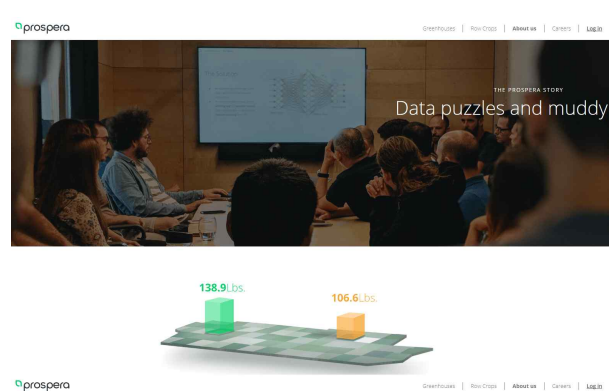 prospera
Greenhouses | Row Crops | About us | Careers | Log in
THE PROSPERA STORY
Data puzzles and muddy
138.9Lbs.
106.6Lbs.
prospera
Greenhouses | Row Crops | About us | Careers | Log in